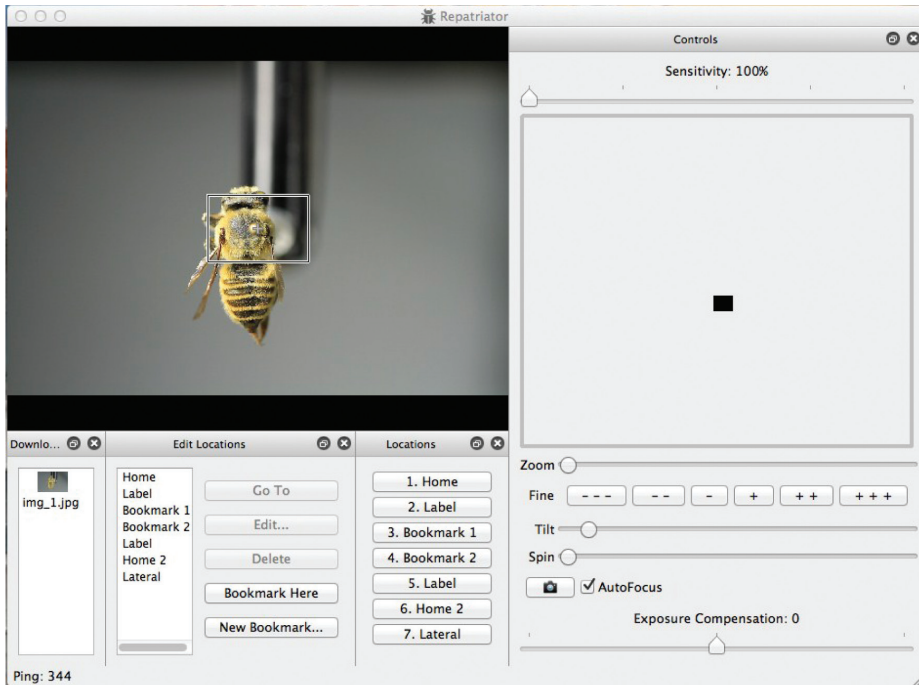 Repatriator
Controls
Sensitivity: 100%
Downlo...
Edit Locations
Locations
img_1.jpg
Home
Label
Bookmark 1
Bookmark 2
Label
Home 2
Lateral
Go To
Edit...
Delete
Bookmark Here
New Bookmark...
1. Home
2. Label
3. Bookmark 1
4. Bookmark 2
5. Label
6. Home 2
7. Lateral
Zoom
Fine - - - - - - + + + + + +
Tilt
Spin
AutoFocus
Exposure Compensation: 0
Ping: 344